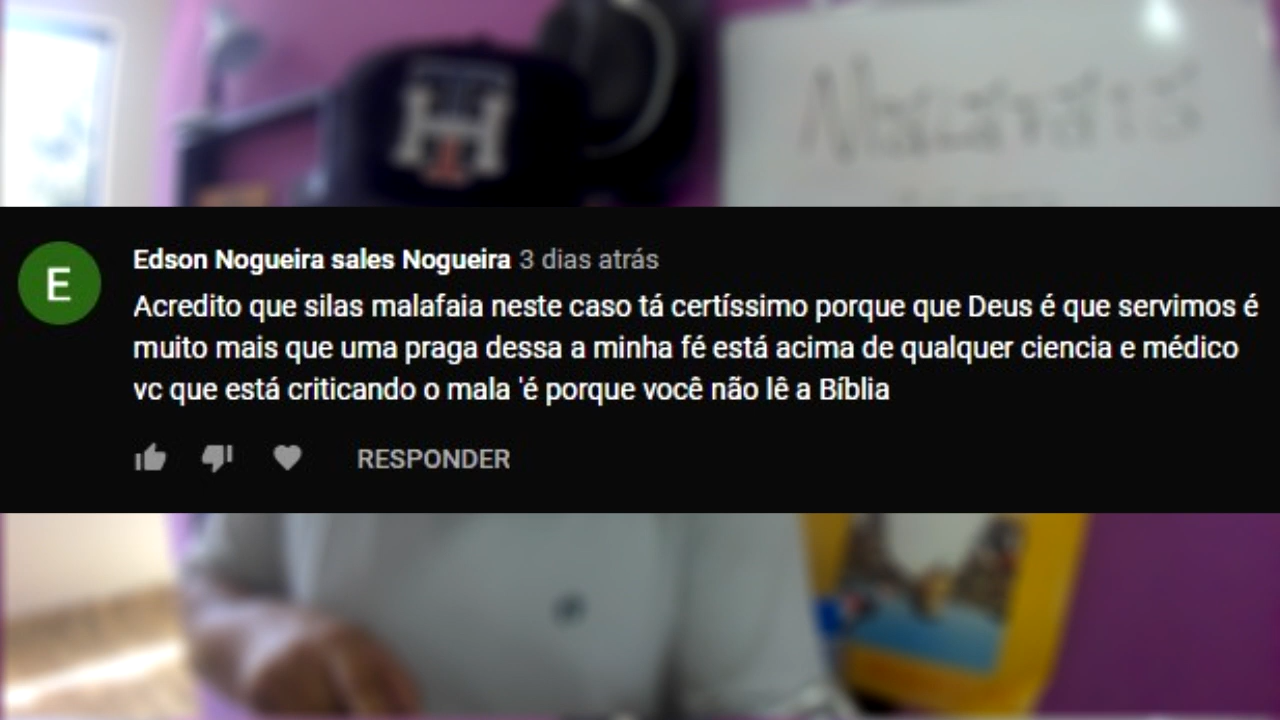 Edson Nogueira sales Nogueira 3 dias atrás
Acredito que silas malafaia neste caso tá certíssimo porque que Deus é que servimos é
muito mais que uma praga dessa a minha fé está acima de qualquer ciencia e médico
vc que está criticando o mala 'é porque você não lê a Bíblia
RESPONDER
E